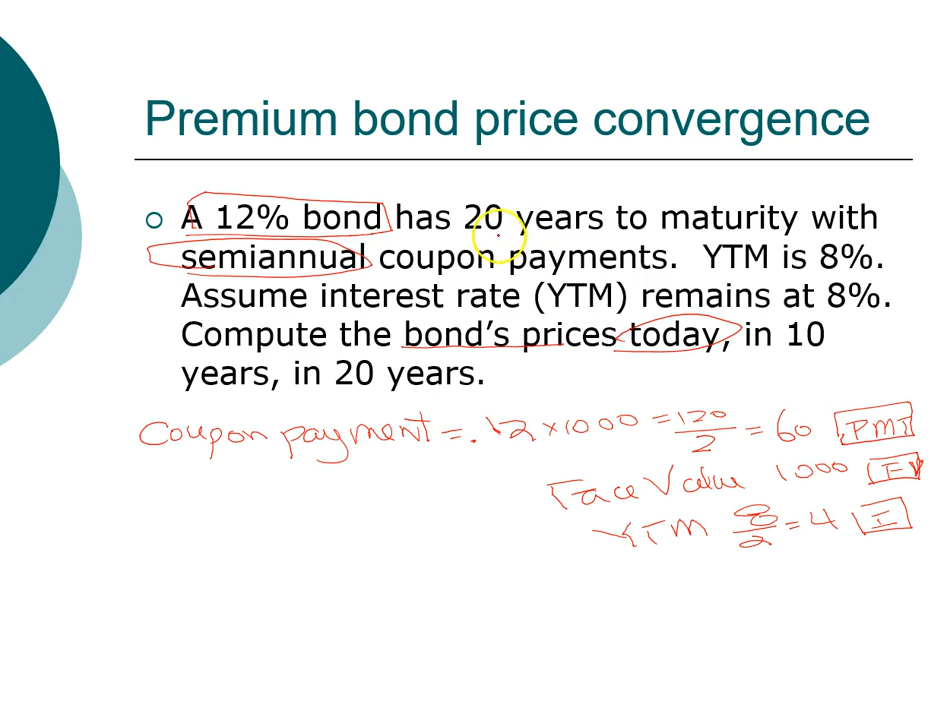 Premium bond price convergence
A 12% bond has 20 years to maturity with
semiannual coupon payments. YTM is 8%.
Assume interest rate (YTM) remains at 8%.
Compute the bond's prices today, in 10
years, in 20 years.
Coupon payment = .12 × 1000 = 120/2 = 60 PMT
Face Value 1000 FV
YTM 8/2 = 4 I